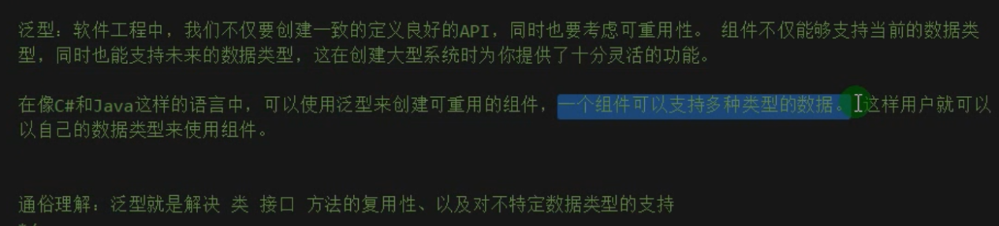 泛型：软件工程中，我们不仅要创建一致的定义良好的API，同时也要考虑可重用性。 组件不仅能够支持当前的数据类
型，同时也能支持未来的数据类型，这在创建大型系统时为你提供了十分灵活的功能。
在像C#和Java这样的语言中，可以使用泛型来创建可重用的组件，一个组件可以支持多种类型的数据。 这样用户就可以
以自己的数据类型来使用组件。
通俗理解：泛型就是解决 类 接口 方法的复用性、以及对不特定数据类型的支持